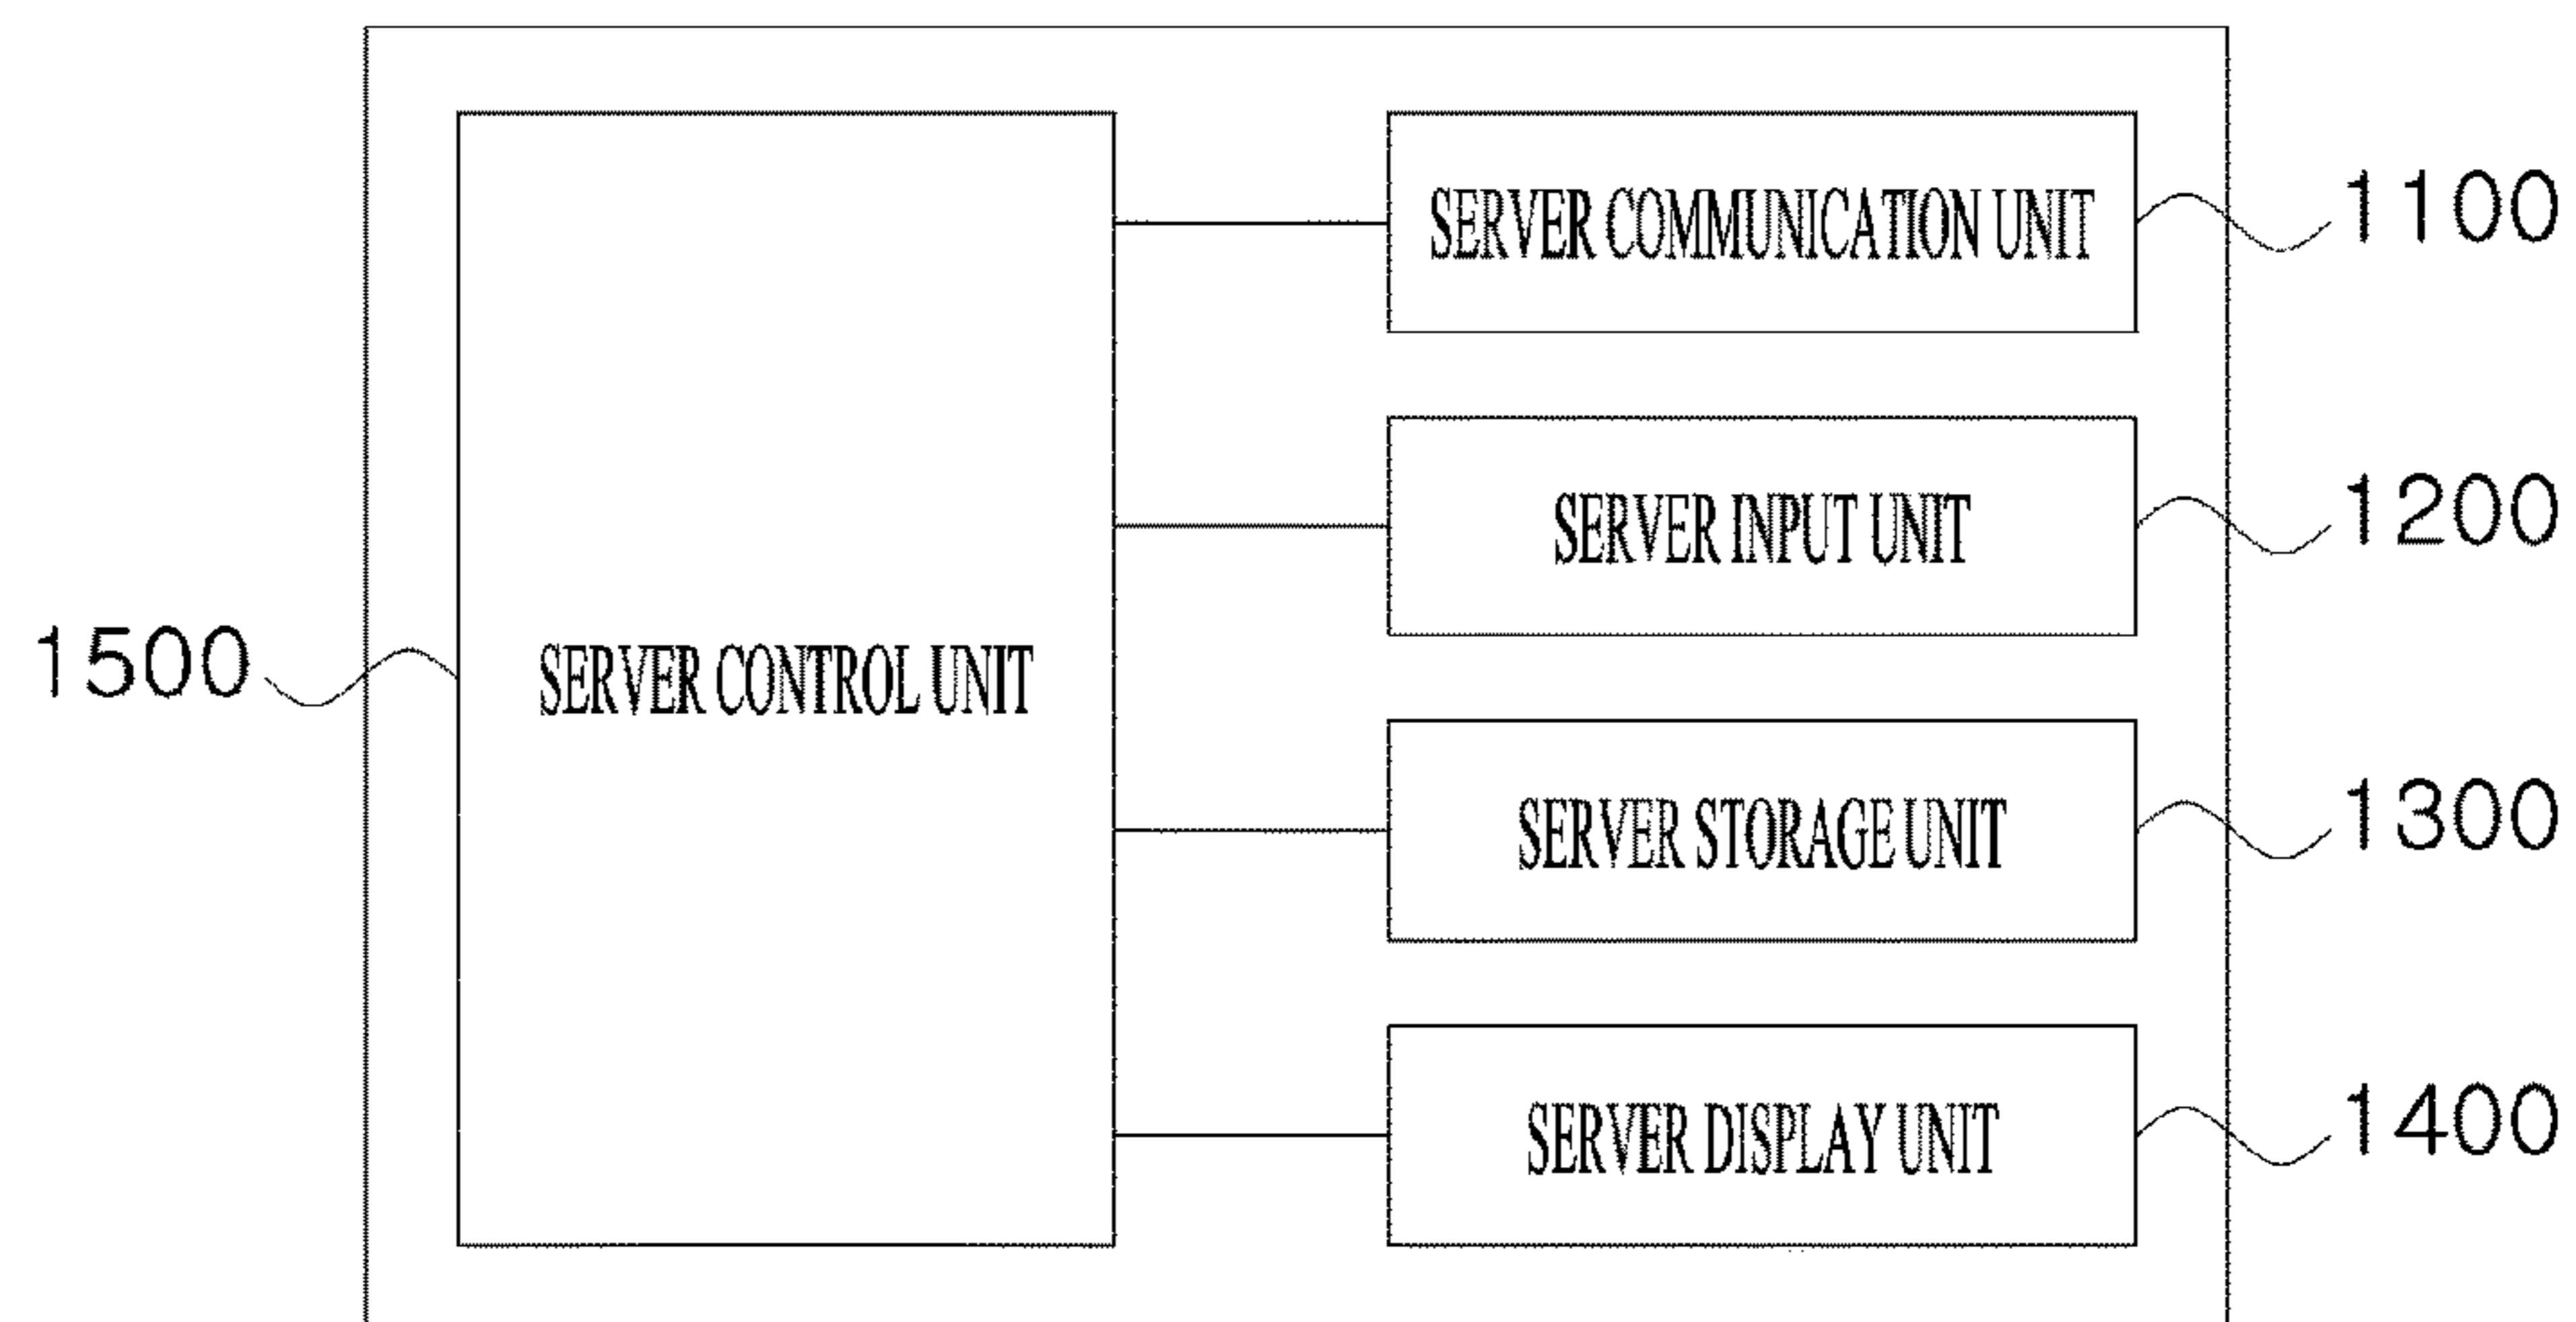 SERVER COMMUNICATION UNIT 1100
SERVER INPUT UNIT 1200
1500 SERVER CONTROL UNIT
SERVER STORAGE UNIT 1300
SERVER DISPLAY UNIT 1400